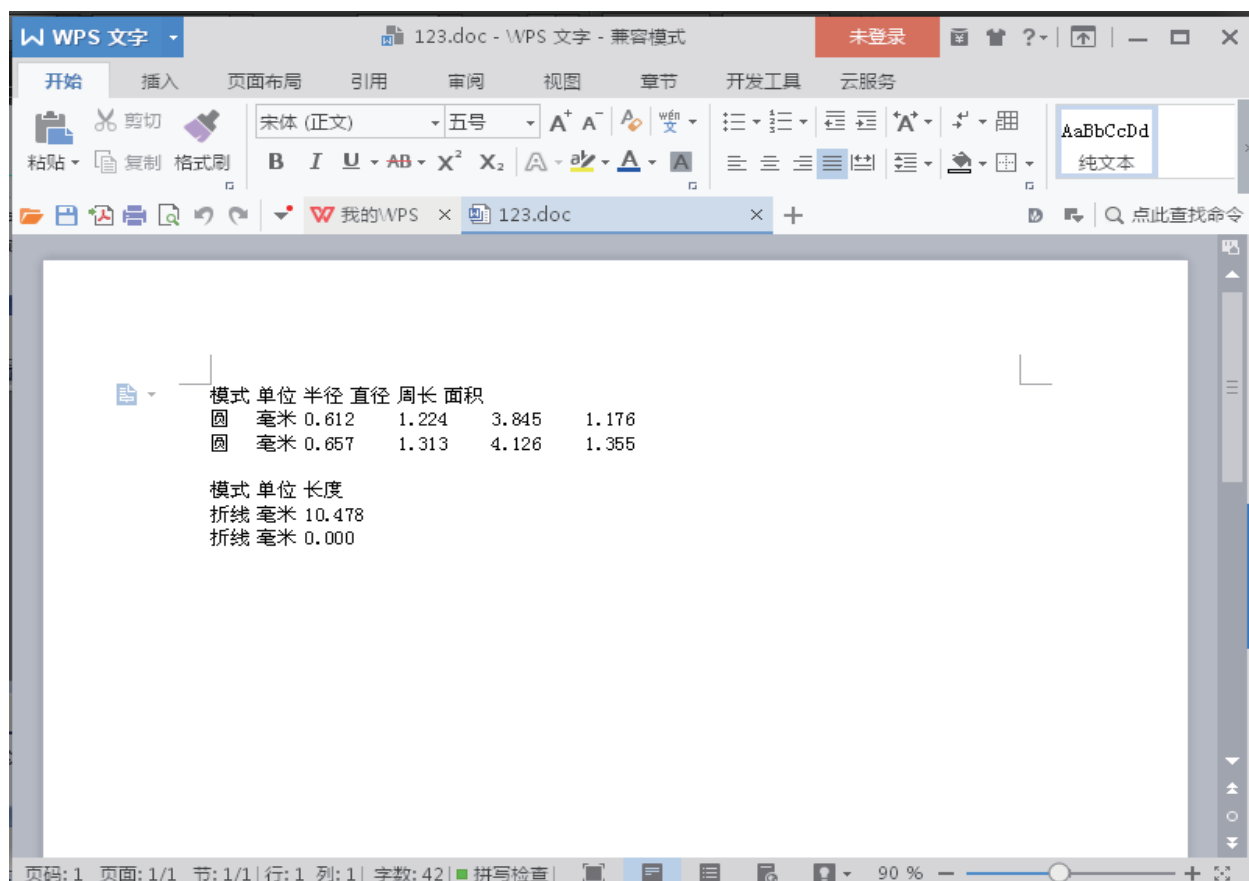 WPS 文字
123.doc - WPS 文字 - 兼容模式
未登录
开始 插入 页面布局 引用 审阅 视图 章节 开发工具 云服务
剪切
宋体 (正文) 五号
AaBbCcDd
粘贴 复制 格式刷
纯文本
我的WPS
123.doc
点此查找命令
模式 单位 半径 直径 周长 面积
圆 毫米 0.612 1.224 3.845 1.176
圆 毫米 0.657 1.313 4.126 1.355
模式 单位 长度
折线 毫米 10.478
折线 毫米 0.000
页码: 1 页面: 1/1 节: 1/1 行: 1 列: 1 字数: 42 拼写检查 90 %